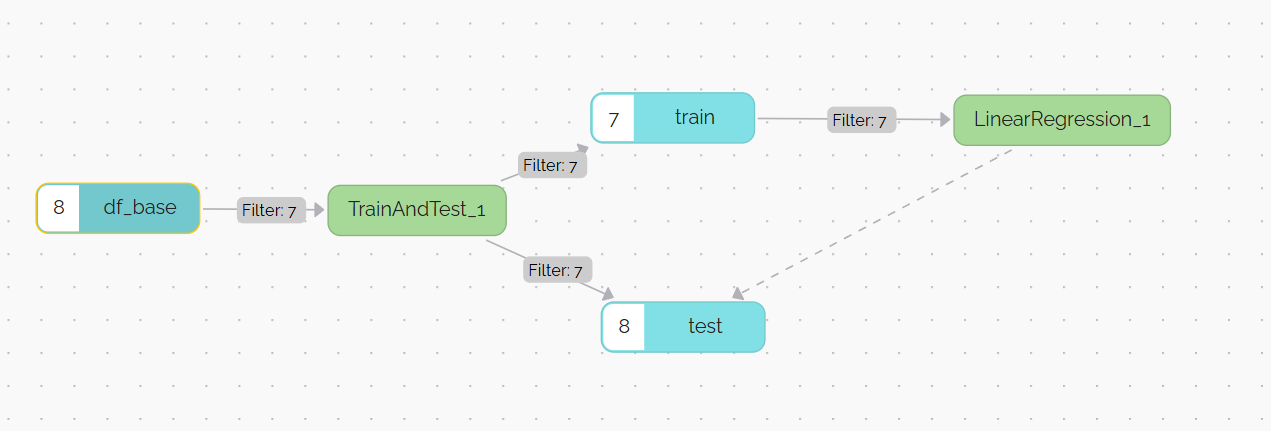 7
train
Filter: 7
LinearRegression_1
Filter: 7
8
df_base
Filter: 7
TrainAndTest_1
Filter: 7
8
test